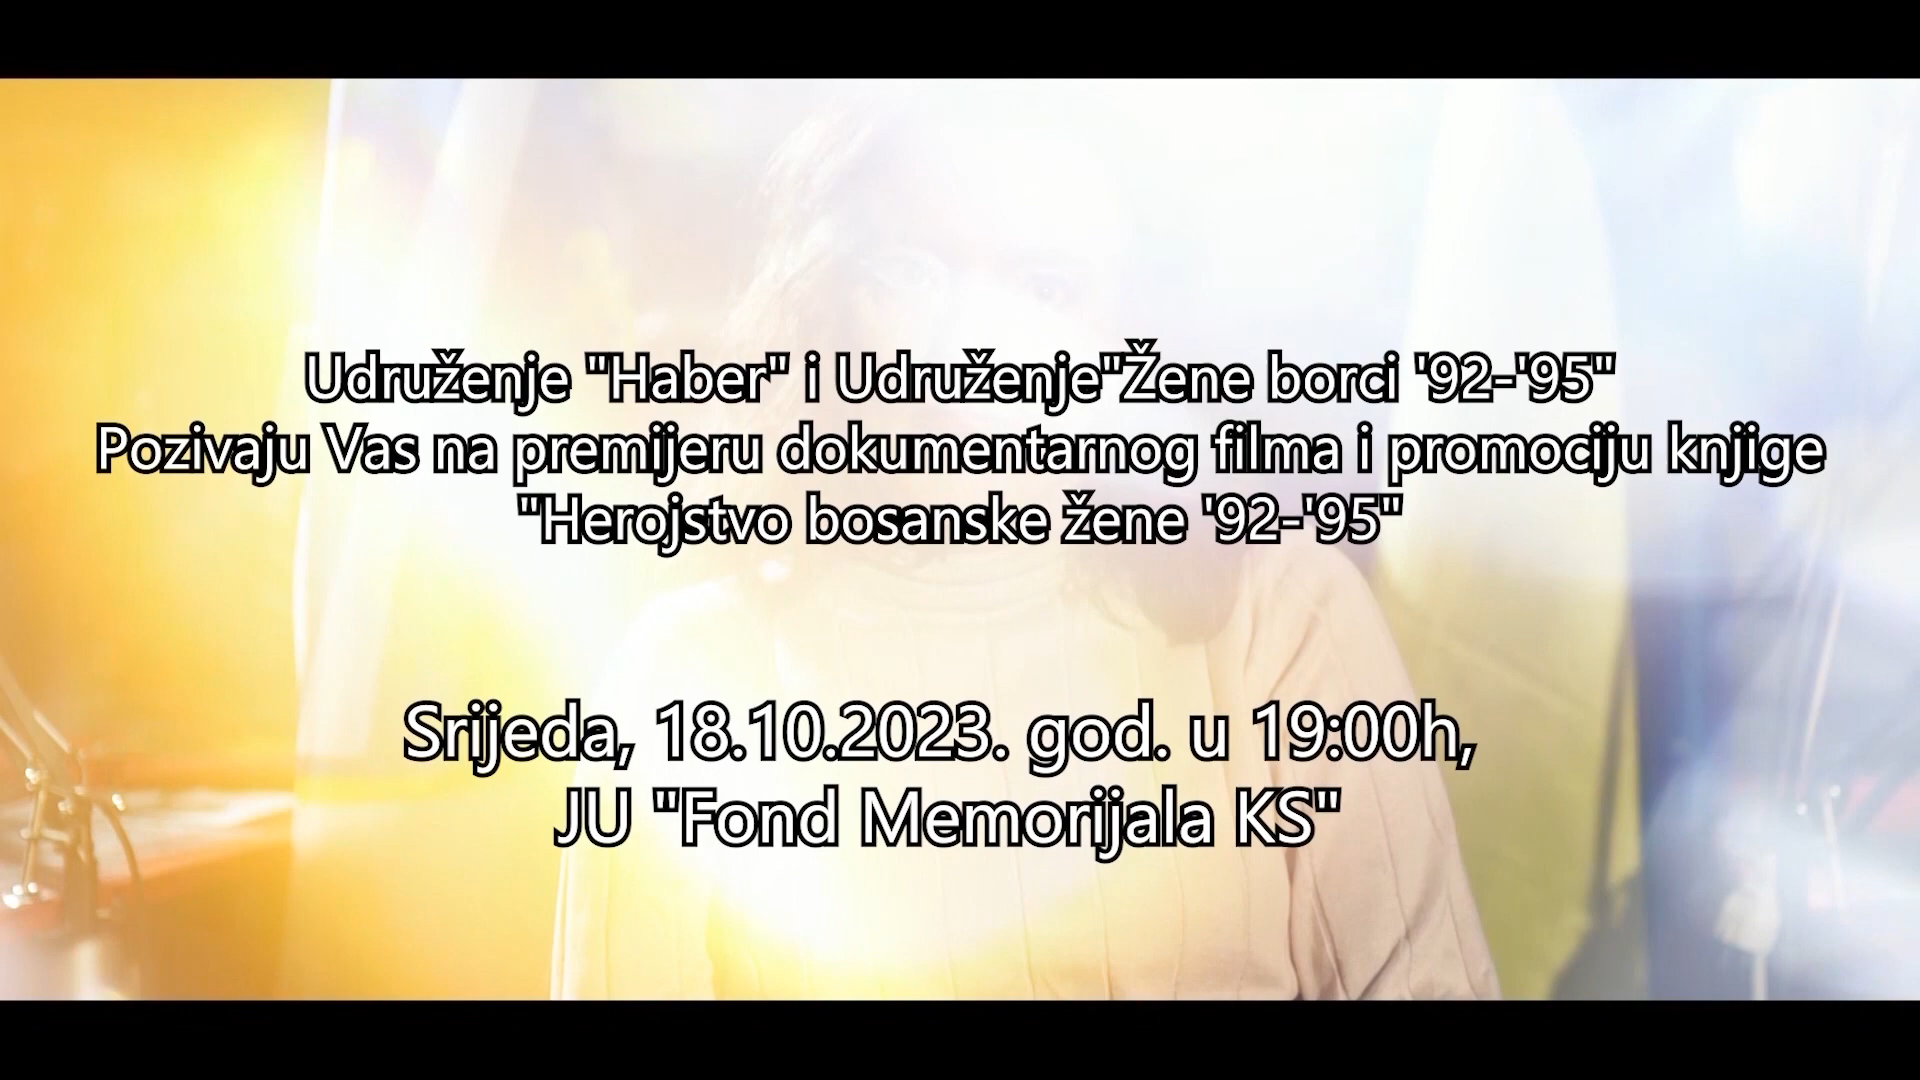 Udruženje "Haber" i Udruženje"Žene borci '92-'95"
Pozivaju Vas na premijeru dokumentarnog filma i promociju knjige
"Herojstvo bosanske žene '92-'95"
Srijeda, 18.10.2023. god. u 19:00h,
JU "Fond Memorijala KS"